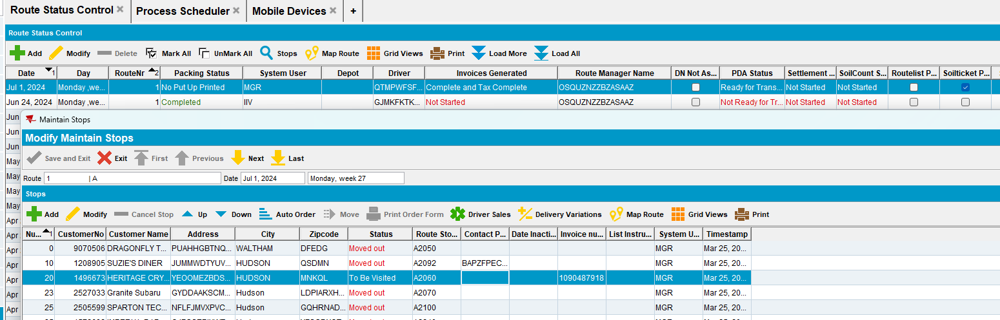 Route Status Control Process Scheduler Mobile Devices +
Route Status Control
Add Modify Delete Mark All UnMark All Stops Map Route Grid Views Print Load More Load All
Date 1 Day RouteNr 2 Packing Status System User Depot Driver Invoices Generated Route Manager Name DN Not As... PDA Status Settlement ... SoilCount S... Routelist P... Soilticket P...
Jul 1, 2024 Monday ,we... 1 No Put Up Printed MGR QTMPWFSF... Complete and Tax Complete OSQUZNZZBZASAAZ Ready for Trans... Not Started Not Started
Jun 24, 2024 Monday ,we... 1 Completed IIV GJMKFKTK... Not Started OSQUZNZZBZASAAZ Not Ready for Tr... Not Started Not Started
Jun
Maintain Stops
Jun
Modify Maintain Stops
Jun
Save and Exit Exit First Previous Next Last
May
May
Route 1 | A Date Jul 1, 2024 Monday, week 27
May
Stops
May
Add Modify Cancel Stop Up Down Auto Order Move Print Order Form Driver Sales Delivery Variations Map Route Grid Views Print
Apr
Nu... 1 CustomerNo Customer Name Address City Zipcode Status Route Sto... Contact P... Date Inacti... Invoice nu... List Instru... System U... Timestamp
Apr
0 9070506 DRAGONFLY T... PUAHHGBTNQ... WALTHAM DFEDG Moved out A2050 MGR Mar 25, 20...
Apr
10 1208905 SUZIE'S DINER JUMMWDTYUV... HUDSON QSDMN Moved out A2092 BAPZFPEC... MGR Mar 25, 20...
Apr
20 1496673 HERITAGE CRY... YEOOMEZBDS... HUDSON MNKQL To Be Visited A2060 1090487918 MGR Mar 25, 20...
Apr
23 2527033 Granite Subaru GYDDAAKSCM... Hudson LDPIARXH... Moved out A2070 MGR Mar 25, 20...
Apr
25 2505599 SPARTON TEC... NFLFJMVXPVC... Hudson GQHRNAD... Moved out A2100 MGR Mar 25, 20...
Apr